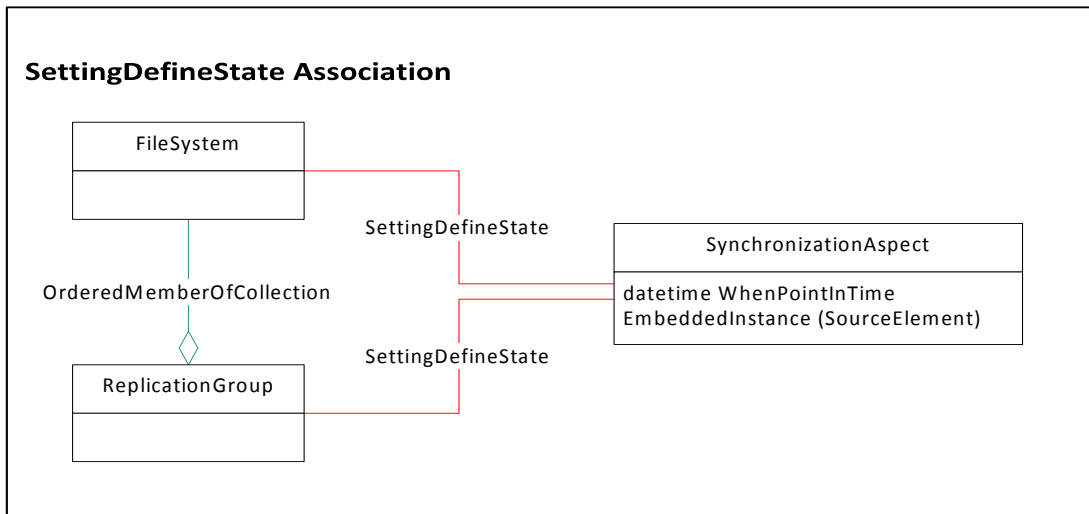 SettingDefineState Association
FileSystem
SettingDefineState
SynchronizationAspect
datetime WhenPointInTime
EmbeddedInstance (SourceElement)
OrderedMemberOfCollection
SettingDefineState
ReplicationGroup